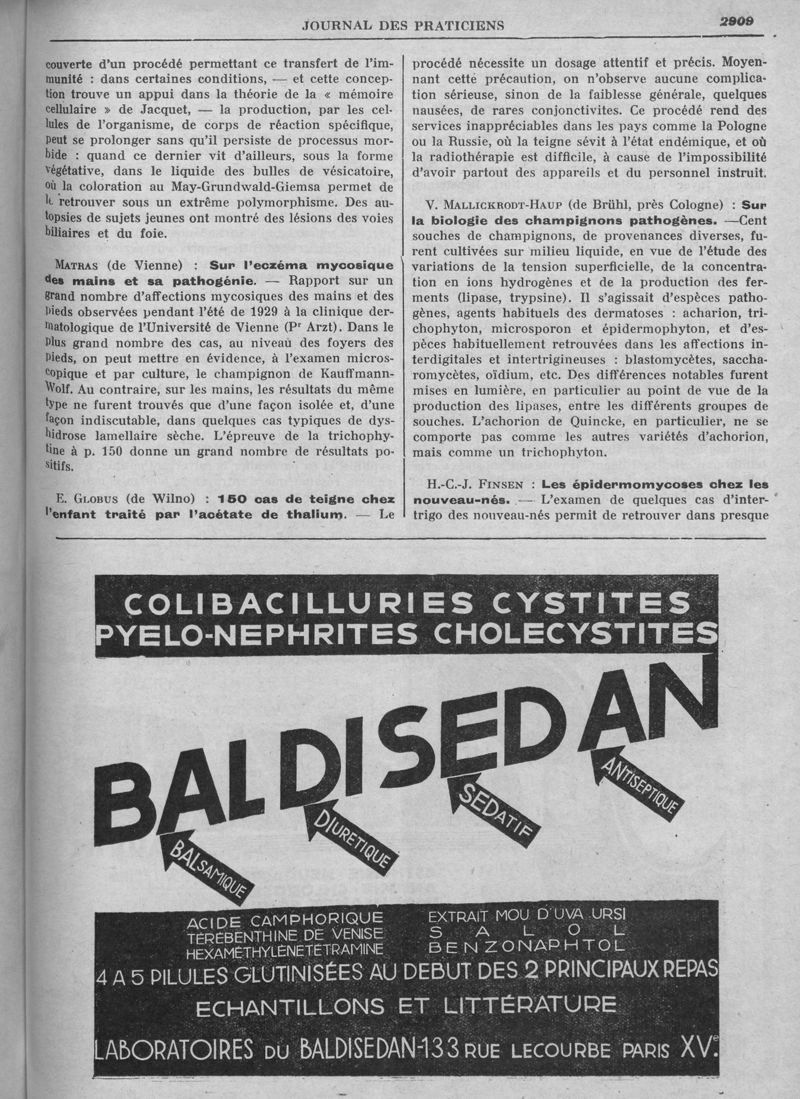 JOURNAL DES PRATICIENS
2909
couverte d'un procédé permettant ce transfert de l'im-
munité : dans certaines conditions, — et cette concep-
tion trouve un appui dans la théorie de la « mémoire
cellulaire » de Jacquet, — la production, par les cel-
lules de l'organisme, de corps de réaction spécifique,
peut se prolonger sans qu'il persiste de processus mor-
bide : quand ce dernier vit d'ailleurs, sous la forme
végétative, dans le liquide des bulles de vésicatoire,
où la coloration au May-Grundwald-Giemsa permet de
le retrouver sous un extrême polymorphisme. Des au-
topsies de sujets jeunes ont montré des lésions des voies
biliaires et du foie.
MATRAS (de Vienne) : Sur l'eczéma mycosique
des mains et sa pathogénie. — Rapport sur un
grand nombre d'affections mycosiques des mains et des
pieds observées pendant l'été de 1929 à la clinique der-
matologique de l'Université de Vienne (Pr Arzt). Dans le
plus grand nombre des cas, au niveau des foyers des
pieds, on peut mettre en évidence, à l'examen micros-
copique et par culture, le champignon de Kauffmann-
Wolf. Au contraire, sur les mains, les résultats du même
type ne furent trouvés que d'une façon isolée et, d'une
façon indiscutable, dans quelques cas typiques de dys-
hidrose lamellaire sèche. L'épreuve de la trichophy-
tine à p. 150 donne un grand nombre de résultats po-
sitifs.
E. GLOBUS (de Wilno) : 150 cas de teigne chez
l'enfant traité par l'acétate de thalium. — Le
procédé nécessite un dosage attentif et précis. Moyen-
nant cette précaution, on n'observe aucune complica-
tion sérieuse, sinon de la faiblesse générale, quelques
nausées, de rares conjonctivites. Ce procédé rend des
services inappréciables dans les pays comme la Pologne
ou la Russie, où la teigne sévit à l'état endémique, et où
la radiothérapie est difficile, à cause de l'impossibilité
d'avoir partout des appareils et du personnel instruit.
V. MALLICKRODT-HAUP (de Brühl, près Cologne) : Sur
la biologie des champignons pathogènes. —Cent
souches de champignons, de provenances diverses, fu-
rent cultivées sur milieu liquide, en vue de l'étude des
variations de la tension superficielle, de la concentra-
tion en ions hydrogènes et de la production des fer-
ments (lipase, trypsine). Il s'agissait d'espèces patho-
gènes, agents habituels des dermatoses : acharion, tri-
chophyton, microsporon et épidermophyton, et d'es-
pèces habituellement retrouvées dans les affections in-
terdigitales et intertrigineuses : blastomycètes, saccha-
romycètes, oïdium, etc. Des différences notables furent
mises en lumière, en particulier au point de vue de la
production des lipases, entre les différents groupes de
souches. L'achorion de Quincke, en particulier, ne se
comporte pas comme les autres variétés d'achorion,
mais comme un trichophyton.
H.-C.-J. FINSEN : Les épidermomycoses chez les
nouveau-nés. — L'examen de quelques cas d'inter-
trigo des nouveau-nés permit de retrouver dans presque
COLIBACILLURIES CYSTITES
PYELO-NEPHRITES CHOLECYSTITES
BALDISEDAN
BALSAMIQUE
DIURETIQUE
SEDATIF
ANTISEPTIQUE
ACIDE CAMPHORIQUE
TÉRÉBENTHINE DE VENISE
HEXAMÉTHYLÈNETÉTRAMINE
EXTRAIT MOU D'UVA URSI
SALOL
BENZONAPHTOL
4 A 5 PILULES GLUTINISÉES AU DEBUT DES 2 PRINCIPAUX REPAS
ECHANTILLONS ET LITTÉRATURE
LABORATOIRES DU BALDISEDAN-133 RUE LECOURBE PARIS XVe.